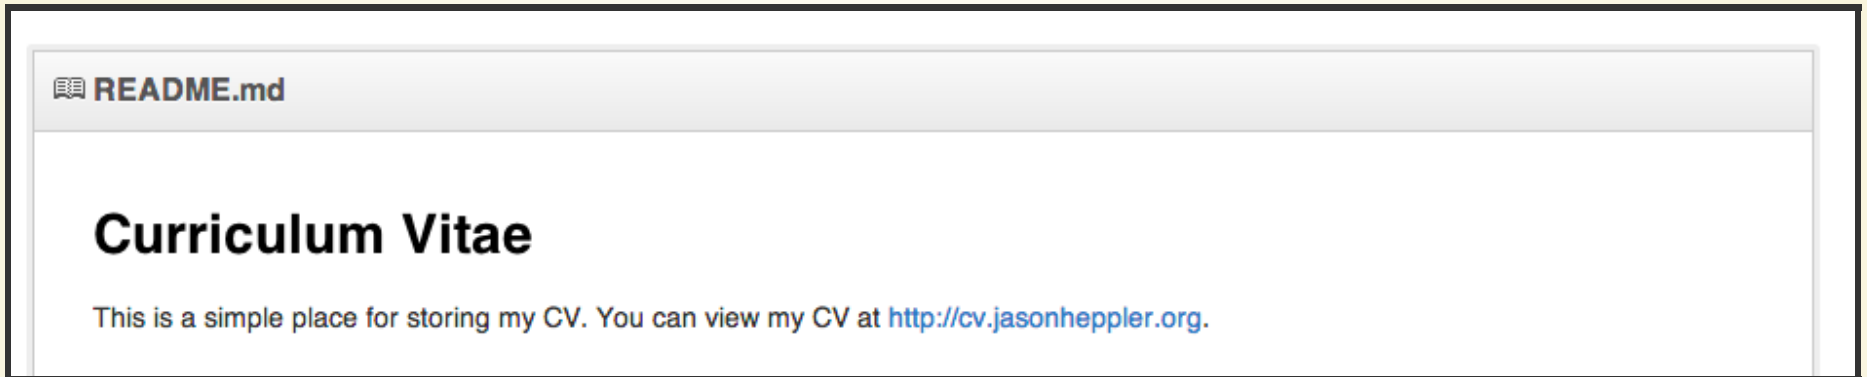 README.md
Curriculum Vitae
This is a simple place for storing my CV. You can view my CV at http://cv.jasonheppler.org.